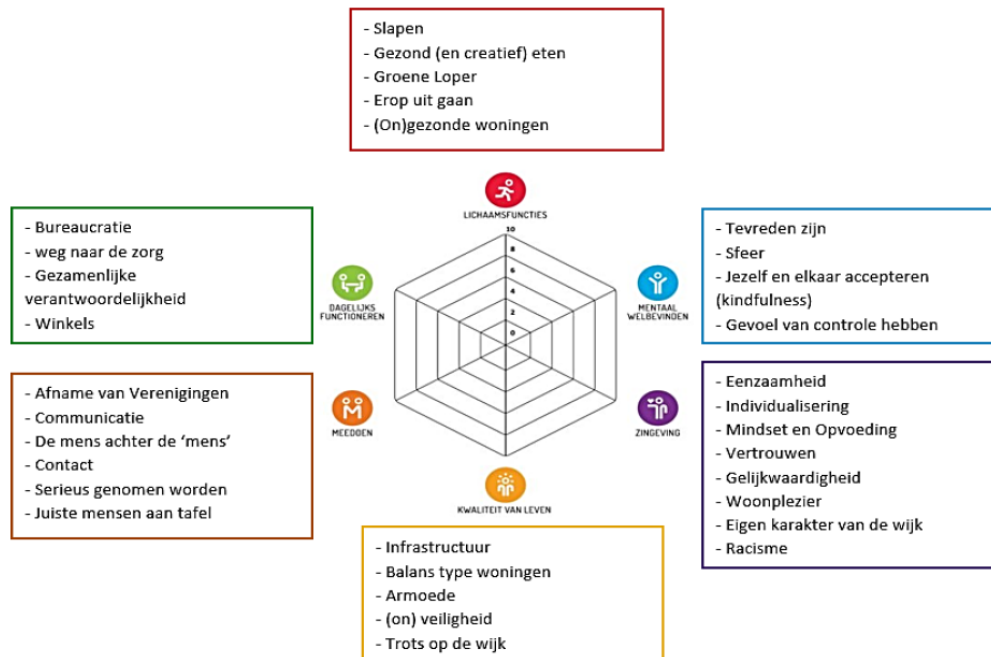 - Slapen
- Gezond (en creatief) eten
- Groene Loper
- Erop uit gaan
- (On)gezonde woningen
LICHAAMSFUNCTIES
10
8
6
4
2
0
- Bureaucratie
- weg naar de zorg
- Gezamenlijke
verantwoordelijkheid
- Winkels
DAGELIJKS
FUNCTIONEREN
MENTAAL
WELBEVINDEN
- Tevreden zijn
- Sfeer
- Jezelf en elkaar accepteren
(kindfulness)
- Gevoel van controle hebben
- Afname van Verenigingen
- Communicatie
- De mens achter de ‘mens’
- Contact
- Serieus genomen worden
- Juiste mensen aan tafel
MEEDOEN
ZINGEVING
- Eenzaamheid
- Individualisering
- Mindset en Opvoeding
- Vertrouwen
- Gelijkwaardigheid
- Woonplezier
- Eigen karakter van de wijk
- Racisme
KWALITEIT VAN LEVEN
- Infrastructuur
- Balans type woningen
- Armoede
- (on) veiligheid
- Trots op de wijk